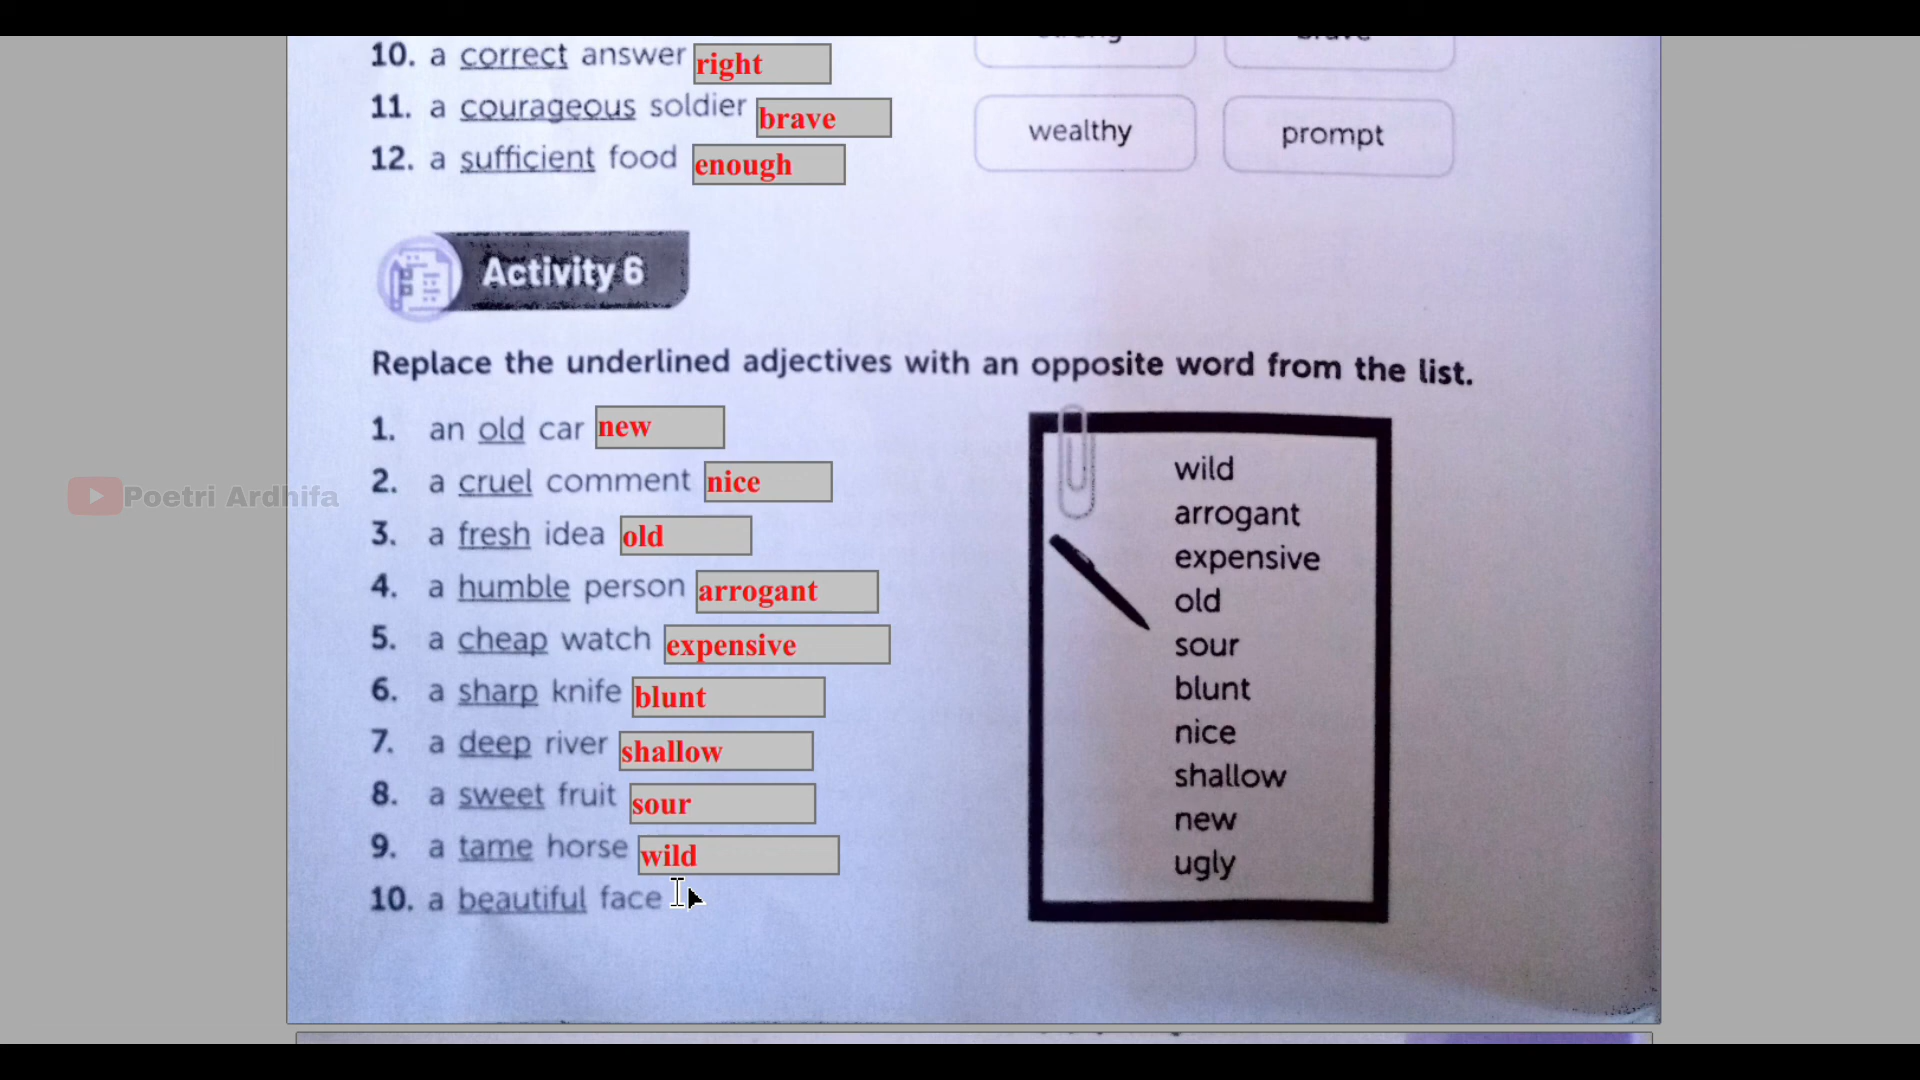 10. a correct answer right
11. a courageous soldier brave
12. a sufficient food enough
wealthy prompt
Activity 6
Replace the underlined adjectives with an opposite word from the list.
1. an old car new
2. a cruel comment nice
3. a fresh idea old
4. a humble person arrogant
5. a cheap watch expensive
6. a sharp knife blunt
7. a deep river shallow
8. a sweet fruit sour
9. a tame horse wild
10. a beautiful face
wild
arrogant
expensive
old
sour
blunt
nice
shallow
new
ugly
Poetri Ardhifa